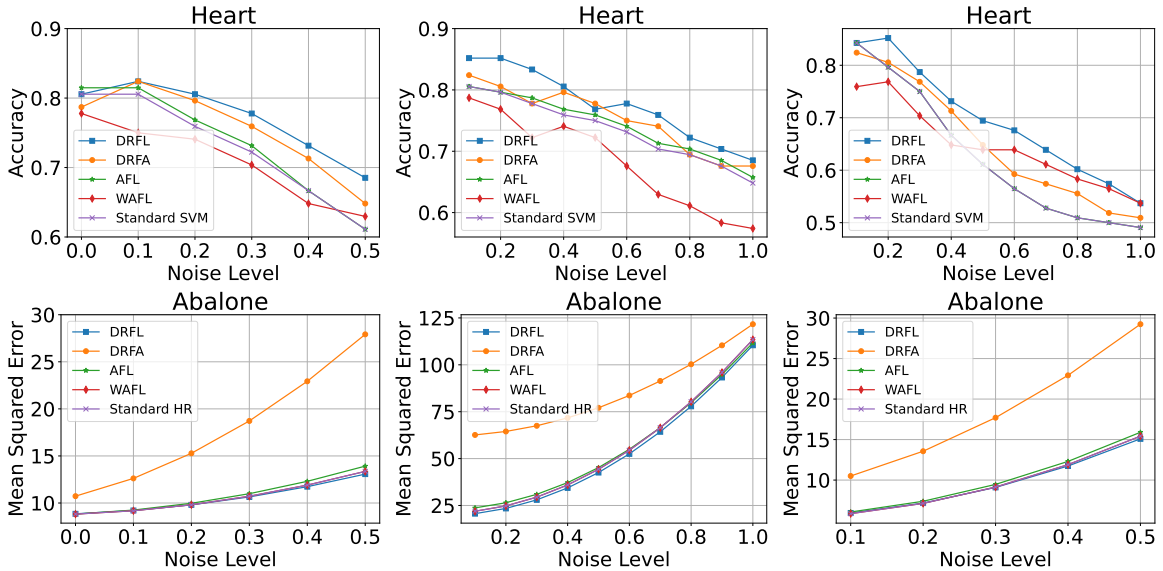 Heart
Accuracy
0.9
0.8
0.7
0.6
DRFL
DRFA
AFL
WAFL
Standard SVM
0.0 0.1 0.2 0.3 0.4 0.5
Noise Level
Heart
Accuracy
0.9
0.8
0.7
0.6
DRFL
DRFA
AFL
WAFL
Standard SVM
0.2 0.4 0.6 0.8 1.0
Noise Level
Heart
Accuracy
0.8
0.7
0.6
0.5
DRFL
DRFA
AFL
WAFL
Standard SVM
0.2 0.4 0.6 0.8 1.0
Noise Level
Abalone
Mean Squared Error
30
25
20
15
10
DRFL
DRFA
AFL
WAFL
Standard HR
0.0 0.1 0.2 0.3 0.4 0.5
Noise Level
Abalone
Mean Squared Error
125
100
75
50
25
DRFL
DRFA
AFL
WAFL
Standard HR
0.2 0.4 0.6 0.8 1.0
Noise Level
Abalone
Mean Squared Error
30
25
20
15
10
DRFL
DRFA
AFL
WAFL
Standard HR
0.1 0.2 0.3 0.4 0.5
Noise Level